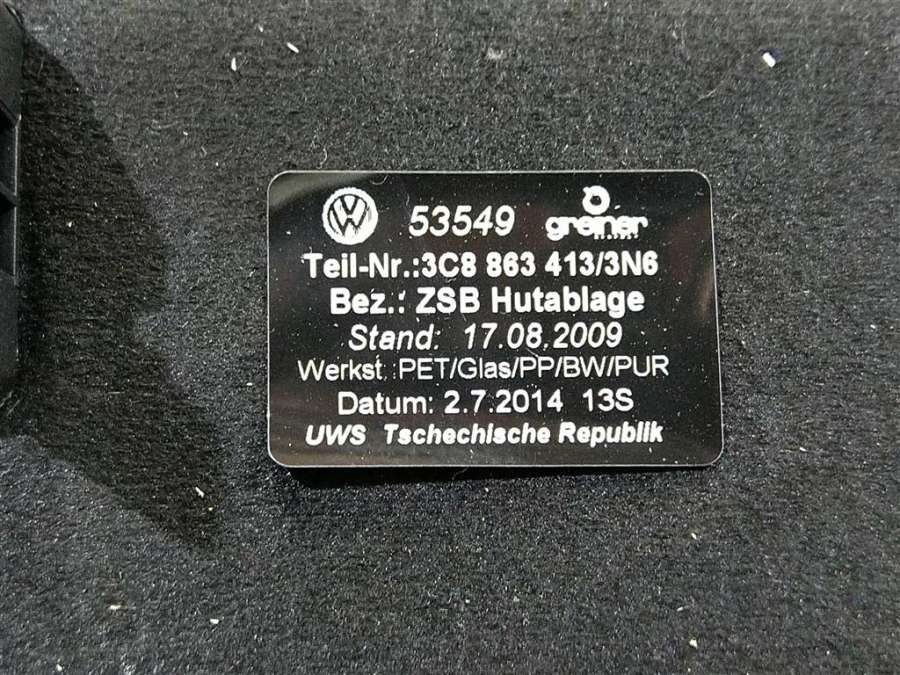 53549 greiner
Teil-Nr.:3C8 863 413/3N6
Bez.: ZSB Hutablage
Stand: 17.08.2009
Werkst.:PET/Glas/PP/BW/PUR
Datum: 2.7.2014 13S
UWS Tschechische Republik